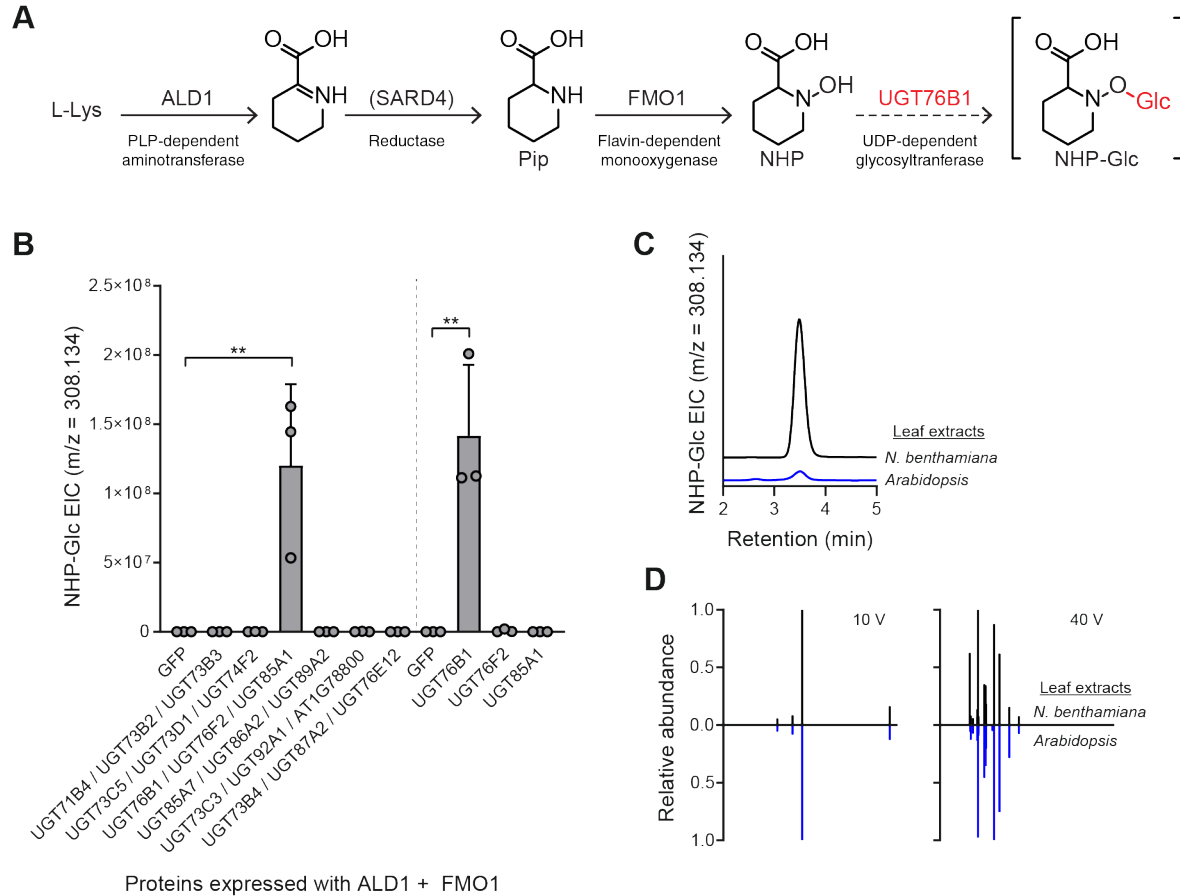 A
L-Lys
ALD1
PLP-dependent
aminotransferase
O
OH
NH
(SARD4)
Reductase
O
OH
NH
Pip
FMO1
Flavin-dependent
monooxygenase
O
OH
N
OH
NHP
UGT76B1
UDP-dependent
glycosyltranferase
O
OH
N
O
Glc
NHP-Glc
B
NHP-Glc EIC (m/z = 308.134)
2.5×10⁸
2×10⁸
1.5×10⁸
1×10⁸
5×10⁷
0
**
**
GFP
UGT71B4 / UGT73B2 / UGT73B3
UGT73C5 / UGT73D1 / UGT74F2
UGT76B1 / UGT76F2 / UGT85A1
UGT85A7 / UGT86A2 / UGT89A2
UGT73C3 / UGT92A1 / AT1G78800
UGT73B4 / UGT87A2 / UGT76E12
GFP
UGT76B1
UGT76F2
UGT85A1
Proteins expressed with ALD1 + FMO1
C
NHP-Glc EIC (m/z = 308.134)
Leaf extracts
N. benthamiana
Arabidopsis
2 3 4 5
Retention (min)
D
Relative abundance
1.0
0.5
0.0
0.5
1.0
10 V
40 V
Leaf extracts
N. benthamiana
Arabidopsis